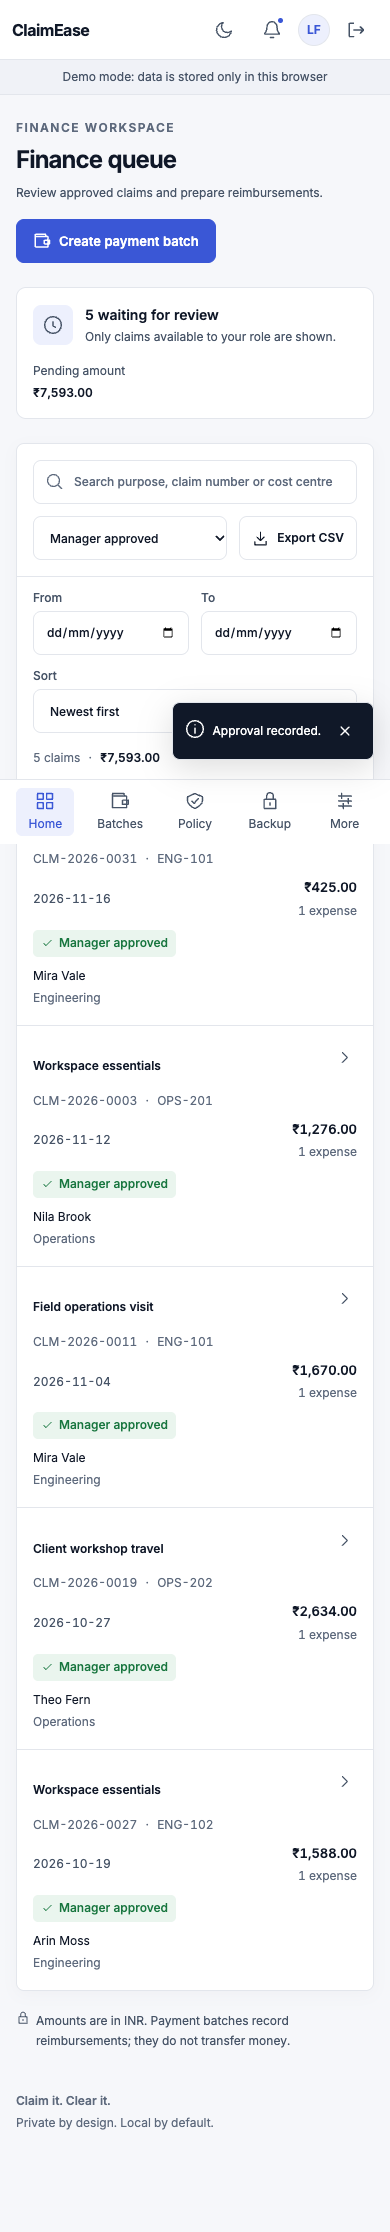 ClaimEase
LF
Demo mode: data is stored only in this browser
FINANCE WORKSPACE
Finance queue
Review approved claims and prepare reimbursements.
Create payment batch
5 waiting for review
Only claims available to your role are shown.
Pending amount
₹7,593.00
Search purpose, claim number or cost centre
Manager approved
Export CSV
From
To
dd/mm/yyyy
dd/mm/yyyy
Sort
Newest first
Approval recorded.
5 claims · ₹7,593.00
Home
Batches
Policy
Backup
More
CLM-2026-0031 · ENG-101
2026-11-16
₹425.00
1 expense
Manager approved
Mira Vale
Engineering
Workspace essentials
CLM-2026-0003 · OPS-201
2026-11-12
₹1,276.00
1 expense
Manager approved
Nila Brook
Operations
Field operations visit
CLM-2026-0011 · ENG-101
2026-11-04
₹1,670.00
1 expense
Manager approved
Mira Vale
Engineering
Client workshop travel
CLM-2026-0019 · OPS-202
2026-10-27
₹2,634.00
1 expense
Manager approved
Theo Fern
Operations
Workspace essentials
CLM-2026-0027 · ENG-102
2026-10-19
₹1,588.00
1 expense
Manager approved
Arin Moss
Engineering
Amounts are in INR. Payment batches record
reimbursements; they do not transfer money.
Claim it. Clear it.
Private by design. Local by default.